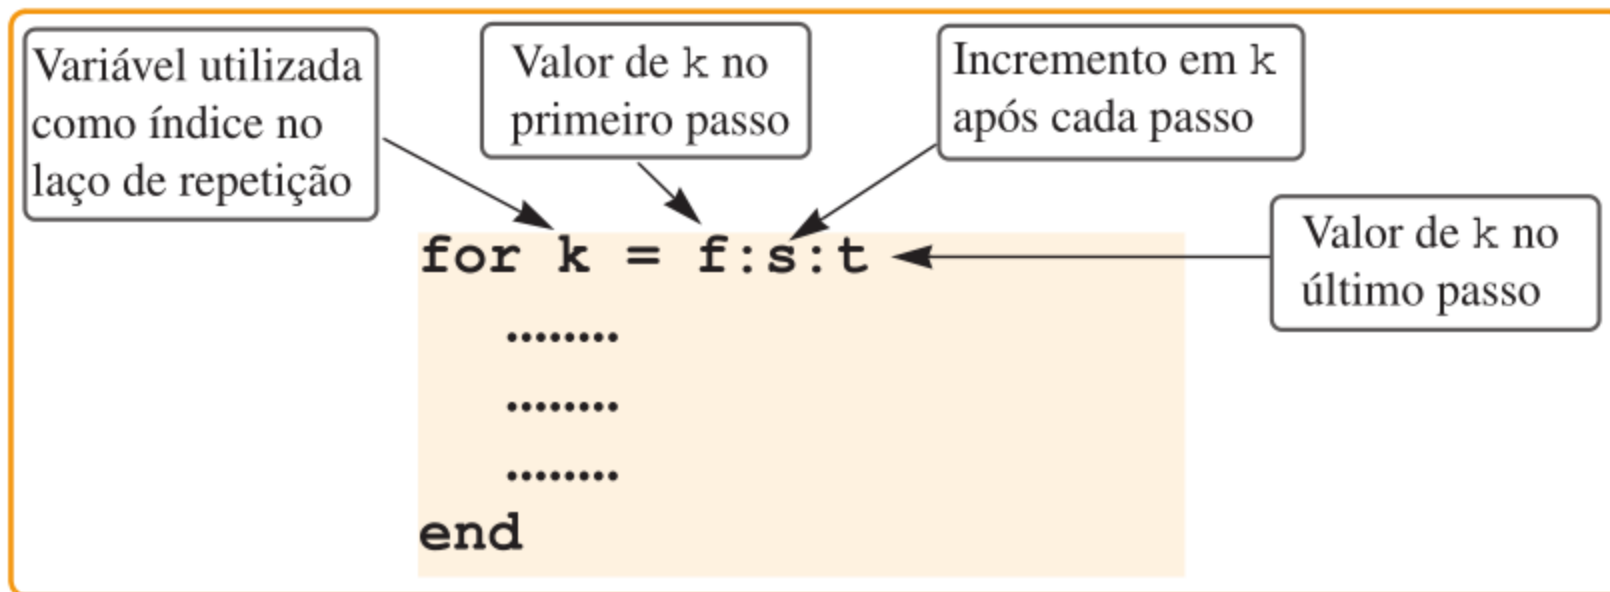 Variável utilizada
como índice no
laço de repetição
Valor de k no
primeiro passo
Incremento em k
após cada passo
Valor de k no
último passo
for k = f:s:t
........
........
........
end